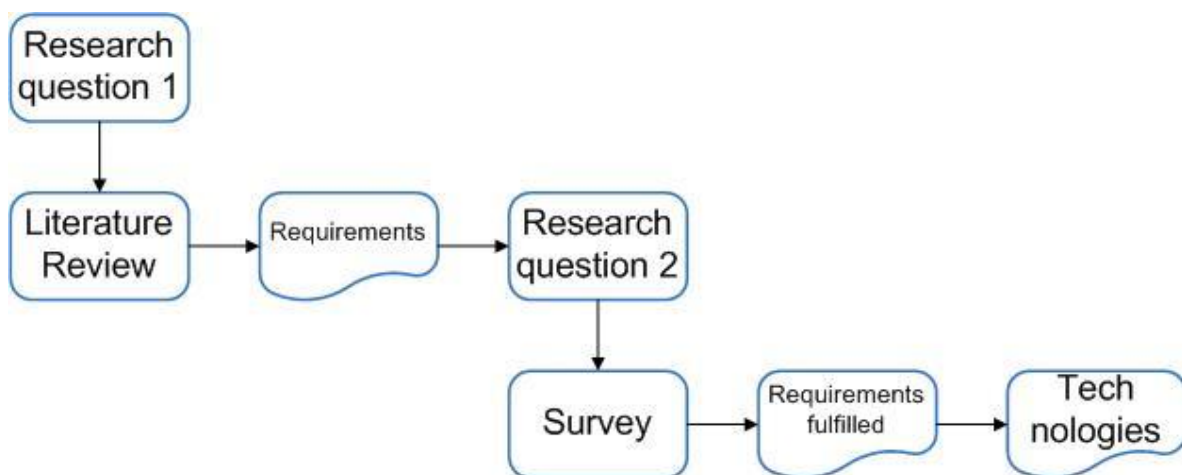 Research
question 1
Literature
Review
Requirements
Research
question 2
Survey
Requirements
fulfilled
Tech
nologies